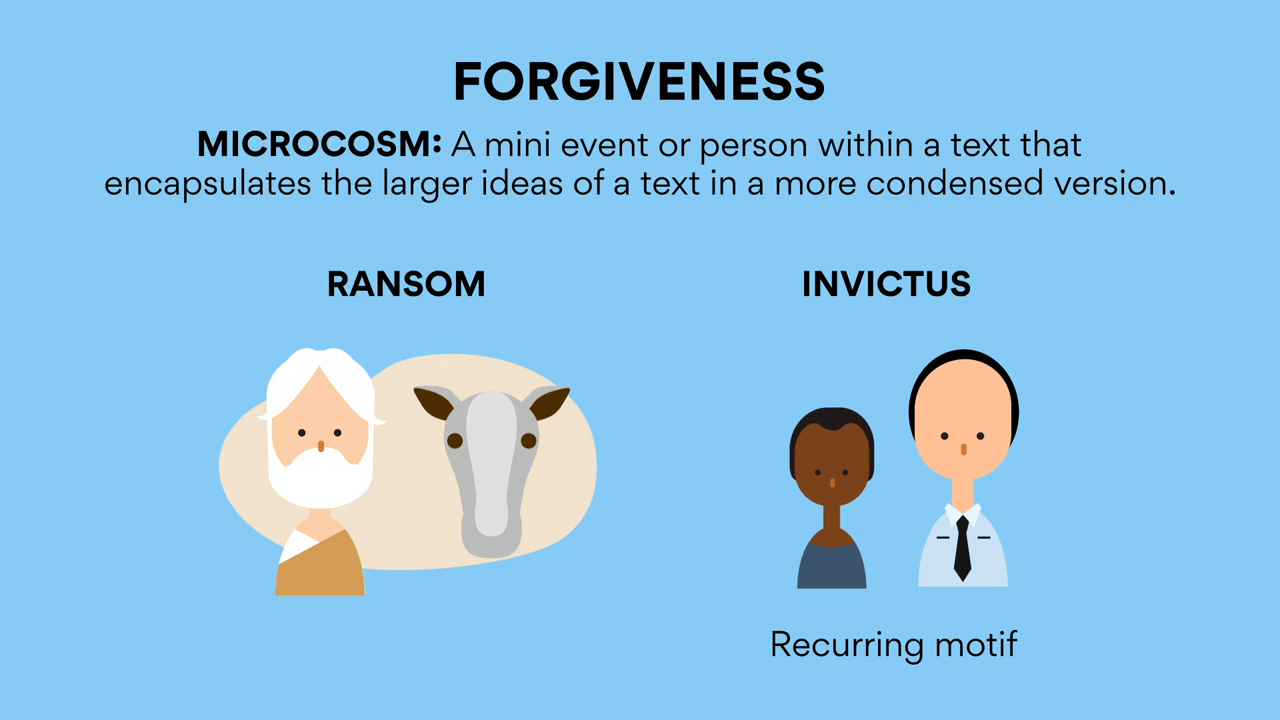 FORGIVENESS
MICROCOSM: A mini event or person within a text that
encapsulates the larger ideas of a text in a more condensed version.
RANSOM
INVICTUS
Recurring motif